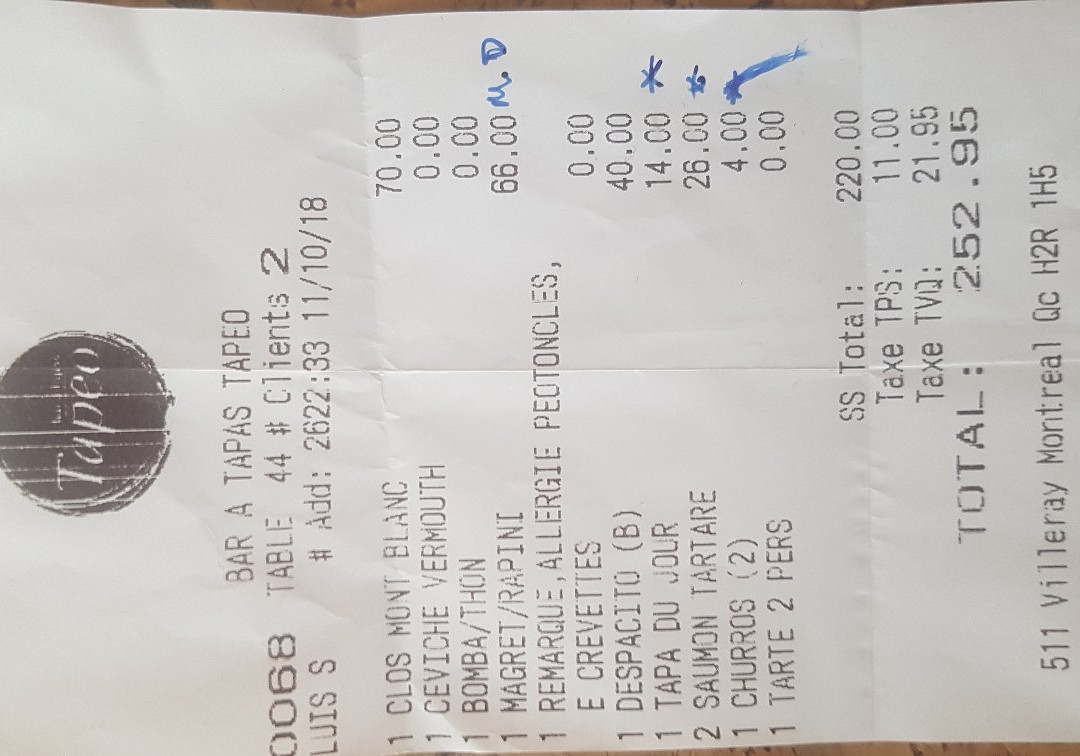 Tapeo
BAR A TAPAS TAPEO
0068 TABLE 44 # Clients 2
LUIS S # Add: 2622:33 11/10/18
1 CLOS MONT BLANC 70.00
1 CEVICHE VERMOUTH 0.00
1 BOMBA/THON 0.00
1 MAGRET/RAPINI 66.00 M.D
1 REMARQUE,ALLERGIE PEOTONCLES,
E CREVETTES 0.00
1 DESPACITO (B) 40.00
1 TAPA DU JOUR 14.00 *
2 SAUMON TARTARE 26.00 *
1 CHURROS (2) 4.00 *
1 TARTE 2 PERS 0.00
SS Total: 220.00
Taxe TPS: 11.00
Taxe TVQ: 21.95
TOTAL: 252.95
511 Villeray Montreal Qc H2R 1H5